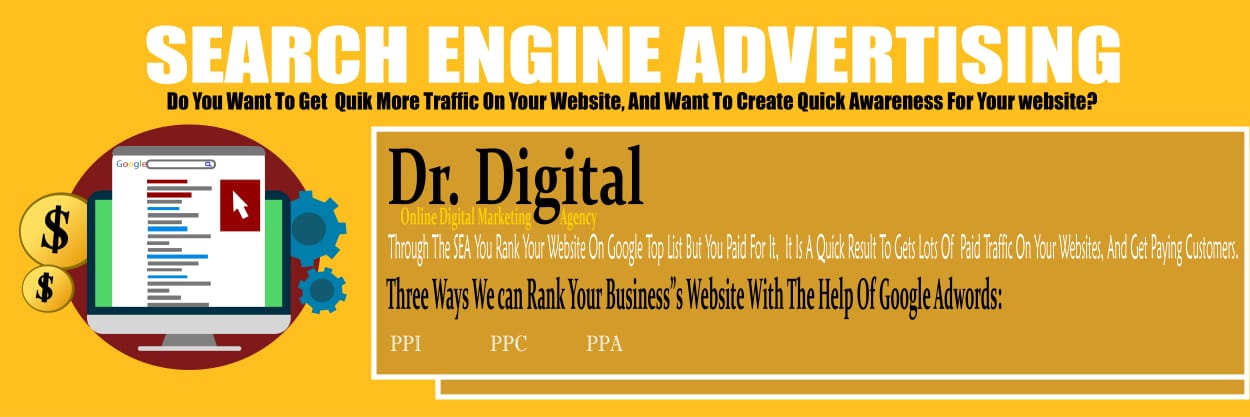 SEARCH ENGINE ADVERTISING
Do You Want To Get Quik More Traffic On Your Website, And Want To Create Quick Awareness For Your website?
Google
Dr. Digital
Online Digital Marketing Agency
Through The SEA You Rank Your Website On Google Top List But You Paid For It, It Is A Quick Result To Gets Lots Of Paid Traffic On Your Websites, And Get Paying Customers.
Three Ways We can Rank Your Business"s Website With The Help Of Google Adwords:
PPI PPC PPA
$
$